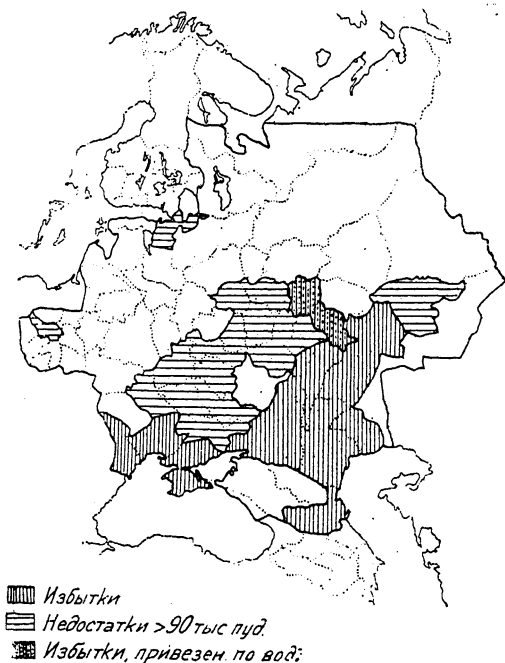 Избытки
Недостатки >90 тыс пуд.
Избытки, привезен. по вод: